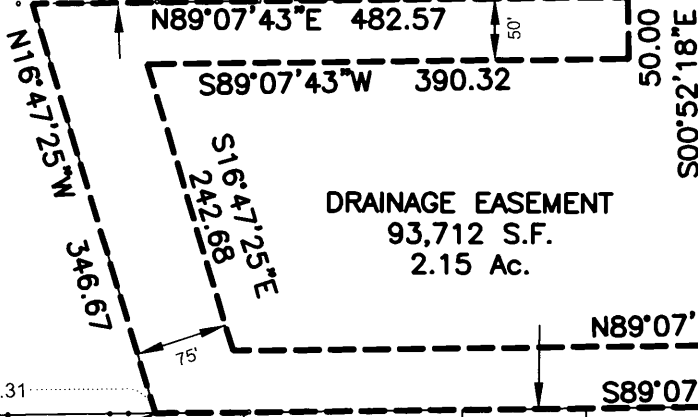 N89°07'43"E 482.57
50'
50.00
S00°52'18"E
S89°07'43"W 390.32
N16°47'25"W 346.67
S16°47'25"E
242.68
DRAINAGE EASEMENT
93,712 S.F.
2.15 Ac.
75'
N89°07'
.31
S89°07